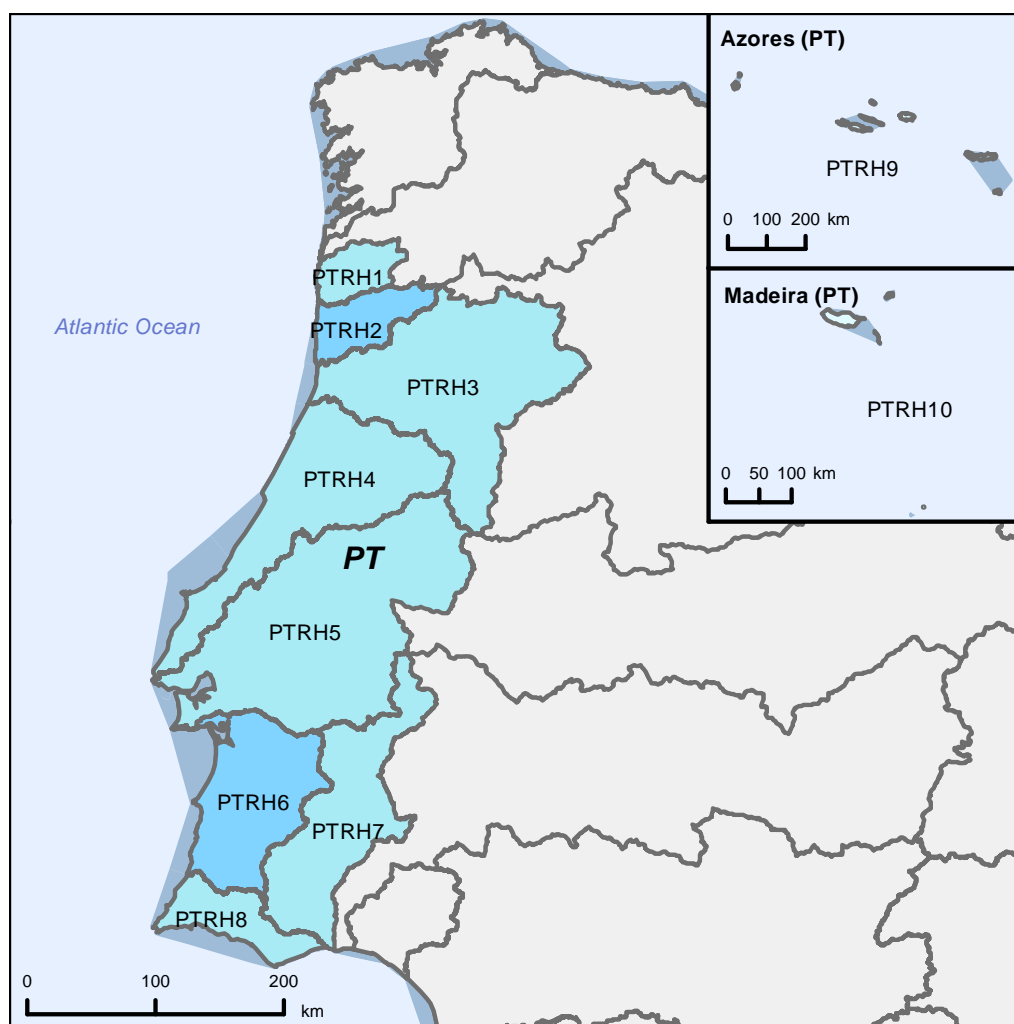 Azores (PT)
PTRH9
0 100 200 km
Madeira (PT)
PTRH10
0 50 100 km
Atlantic Ocean
PTRH1
PTRH2
PTRH3
PTRH4
PT
PTRH5
PTRH6
PTRH7
PTRH8
0 100 200
km